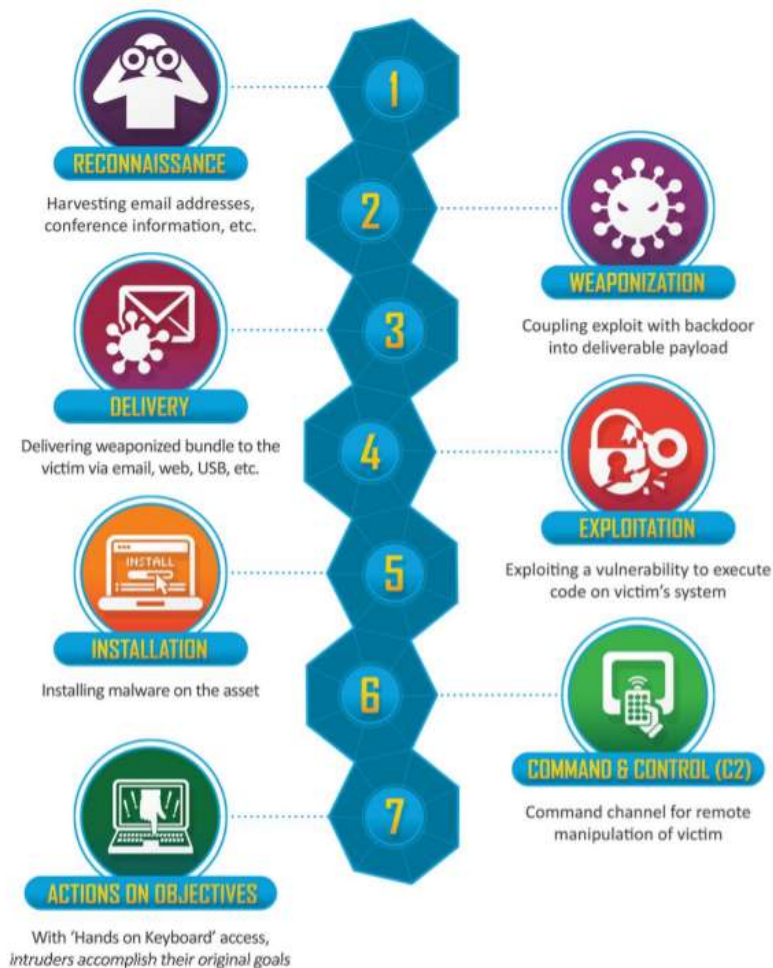 1
RECONNAISSANCE
Harvesting email addresses,
conference information, etc.
2
WEAPONIZATION
Coupling exploit with backdoor
into deliverable payload
3
DELIVERY
Delivering weaponized bundle to the
victim via email, web, USB, etc.
4
EXPLOITATION
Exploiting a vulnerability to execute
code on victim's system
5
INSTALL
INSTALLATION
Installing malware on the asset
6
COMMAND & CONTROL (C2)
Command channel for remote
manipulation of victim
7
ACTIONS ON OBJECTIVES
With 'Hands on Keyboard' access,
intruders accomplish their original goals